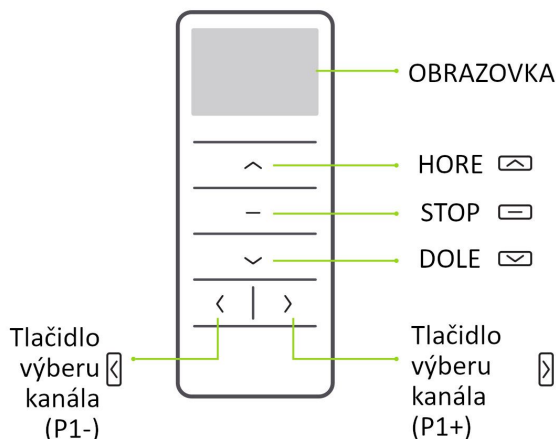 OBRAZOVKA
HORE
STOP
DOLE
Tlačidlo
výberu
kanála
(P1-)
Tlačidlo
výberu
kanála
(P1+)